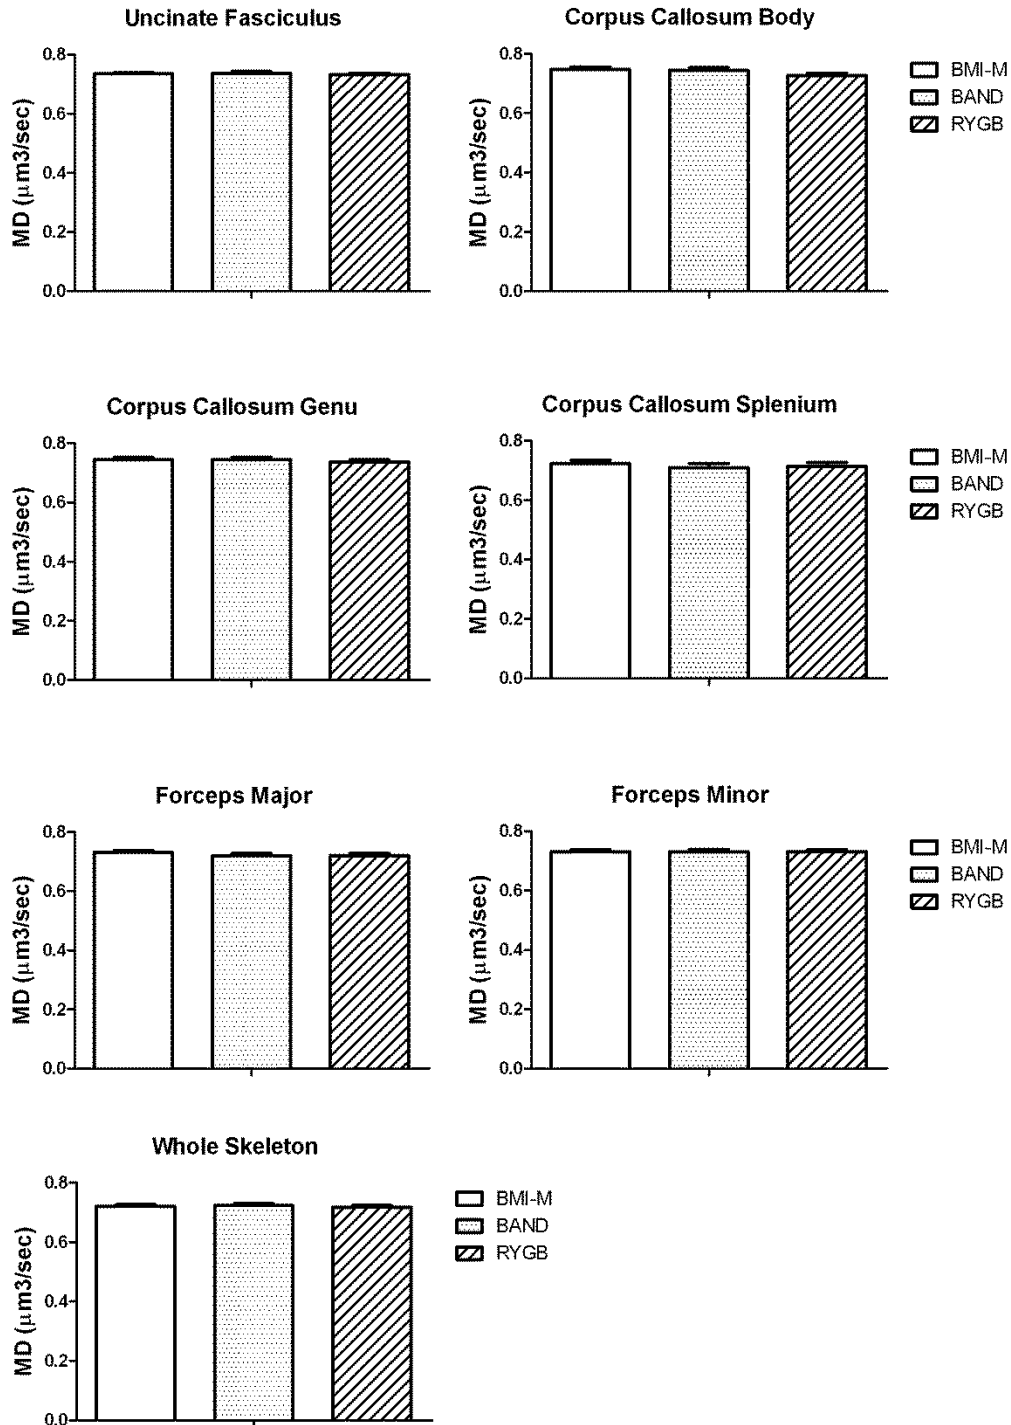 Uncinate Fasciculus
MD (μm3/sec)
0.8
0.6
0.4
0.2
0.0
Corpus Callosum Body
MD (μm3/sec)
0.8
0.6
0.4
0.2
0.0
BMI-M
BAND
RYGB
Corpus Callosum Genu
MD (μm3/sec)
0.8
0.6
0.4
0.2
0.0
Corpus Callosum Splenium
MD (μm3/sec)
0.8
0.6
0.4
0.2
0.0
BMI-M
BAND
RYGB
Forceps Major
MD (μm3/sec)
0.8
0.6
0.4
0.2
0.0
Forceps Minor
MD (μm3/sec)
0.8
0.6
0.4
0.2
0.0
BMI-M
BAND
RYGB
Whole Skeleton
MD (μm3/sec)
0.8
0.6
0.4
0.2
0.0
BMI-M
BAND
RYGB